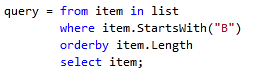 query = from item in list
where item.StartsWith("B")
orderby item.Length
select item;